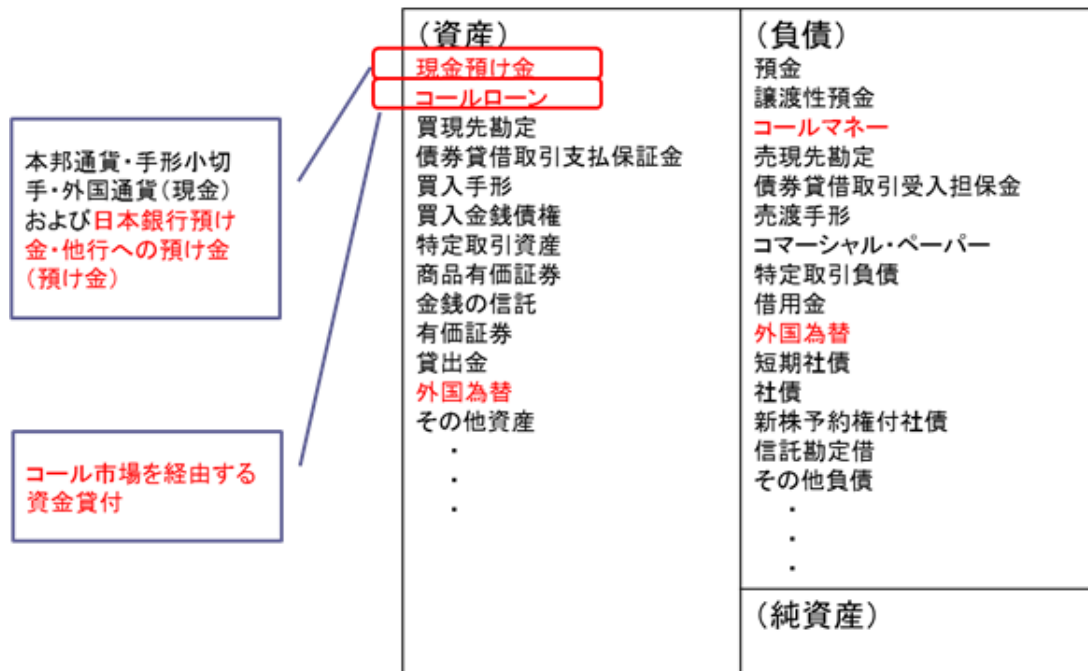 本邦通貨・手形小切
手・外国通貨(現金)
および日本銀行預け
金・他行への預け金
(預け金)
コール市場を経由する
資金貸付
(資産)
現金預け金
コールローン
買現先勘定
債券貸借取引支払保証金
買入手形
買入金銭債権
特定取引資産
商品有価証券
金銭の信託
有価証券
貸出金
外国為替
その他資産
・
・
・
(負債)
預金
譲渡性預金
コールマネー
売現先勘定
債券貸借取引受入担保金
売渡手形
コマーシャル・ペーパー
特定取引負債
借用金
外国為替
短期社債
社債
新株予約権付社債
信託勘定借
その他負債
・
・
・
(純資産)